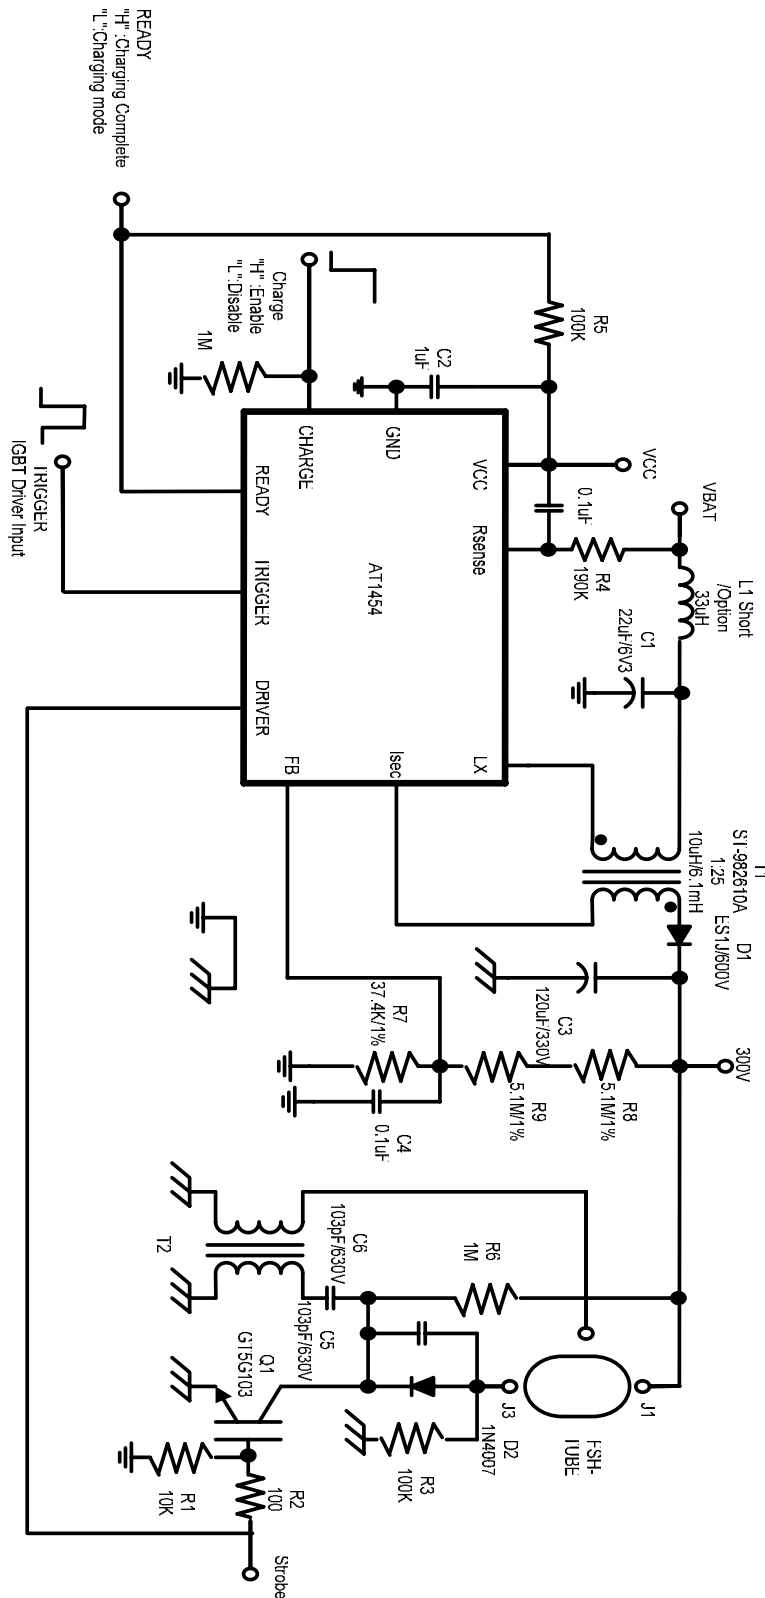 READY
"H" :Charging Complete
"L":Charging mode
Charge
"H" :Enable
"L":Disable
1M
TRIGGER
IGBT Driver Input
R5
100K
C2
1uF
VCC
VBAT
0.1uF
R4
190K
L1 Short
/Option
33uH
C1
22uF/6V3
CHARGE
GND
VCC
Rsense
READY
AT1454
TRIGGER
DRIVER
FB
Isec
LX
T1
ST-982610A
1:25
10uH/6.1mH
D1
ES1J/600V
C3
120uF/330V
300V
R7
37.4K/1%
R9
5.1M/1%
R8
5.1M/1%
C4
0.1uF
T2
C6
103pF/630V
R6
1M
C5
103pF/630V
Q1
GT5G103
J1
J3
FSH-
TUBE
D2
1N4007
R3
100K
R1
10K
R2
100
Strobe